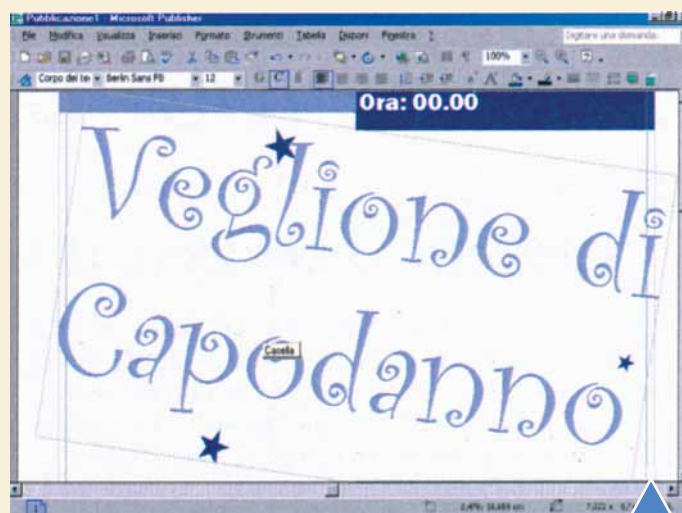 Pubblicazione1 - Microsoft Publisher
File Modifica Visualizza Inserisci Formato Strumenti Tabella Disponi Finestra ?
Digitare una domanda.
100%
Corpo del te Berlin Sans FB 12 G C S
Ora: 00.00
Veglione di
Capodanno
Casella